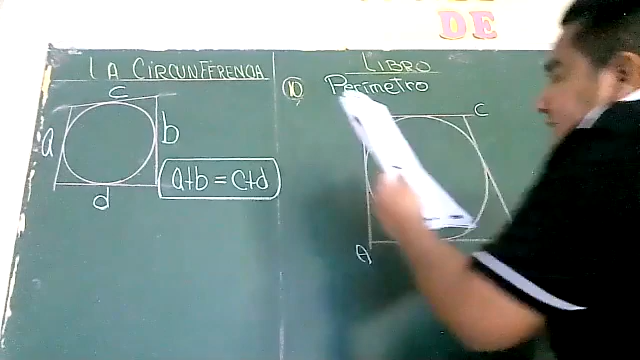 DE
LA CIRCUNFERENCIA
c
a
b
a+b = c+d
d
LIBRO
10 Perímetro
C
A